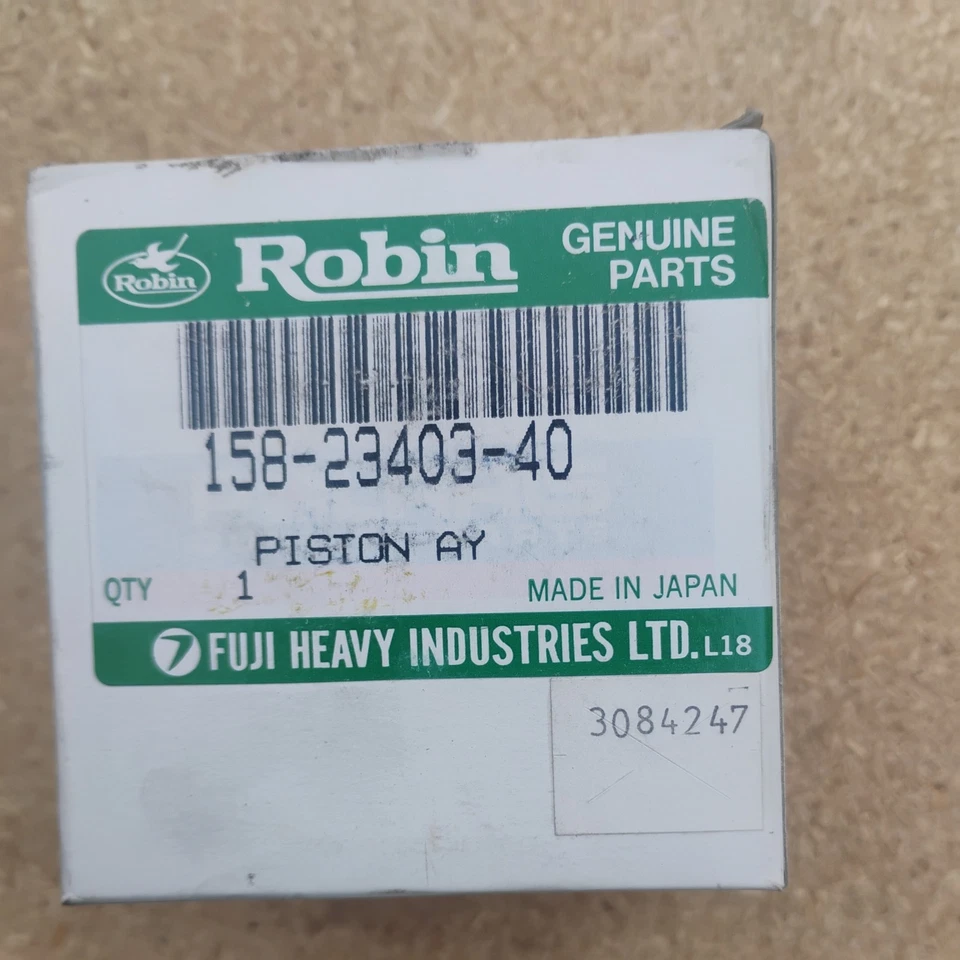 Robin Robin GENUINE
PARTS
158-23403-40
PISTON AY
QTY 1 MADE IN JAPAN
FUJI HEAVY INDUSTRIES LTD. L18
3084247